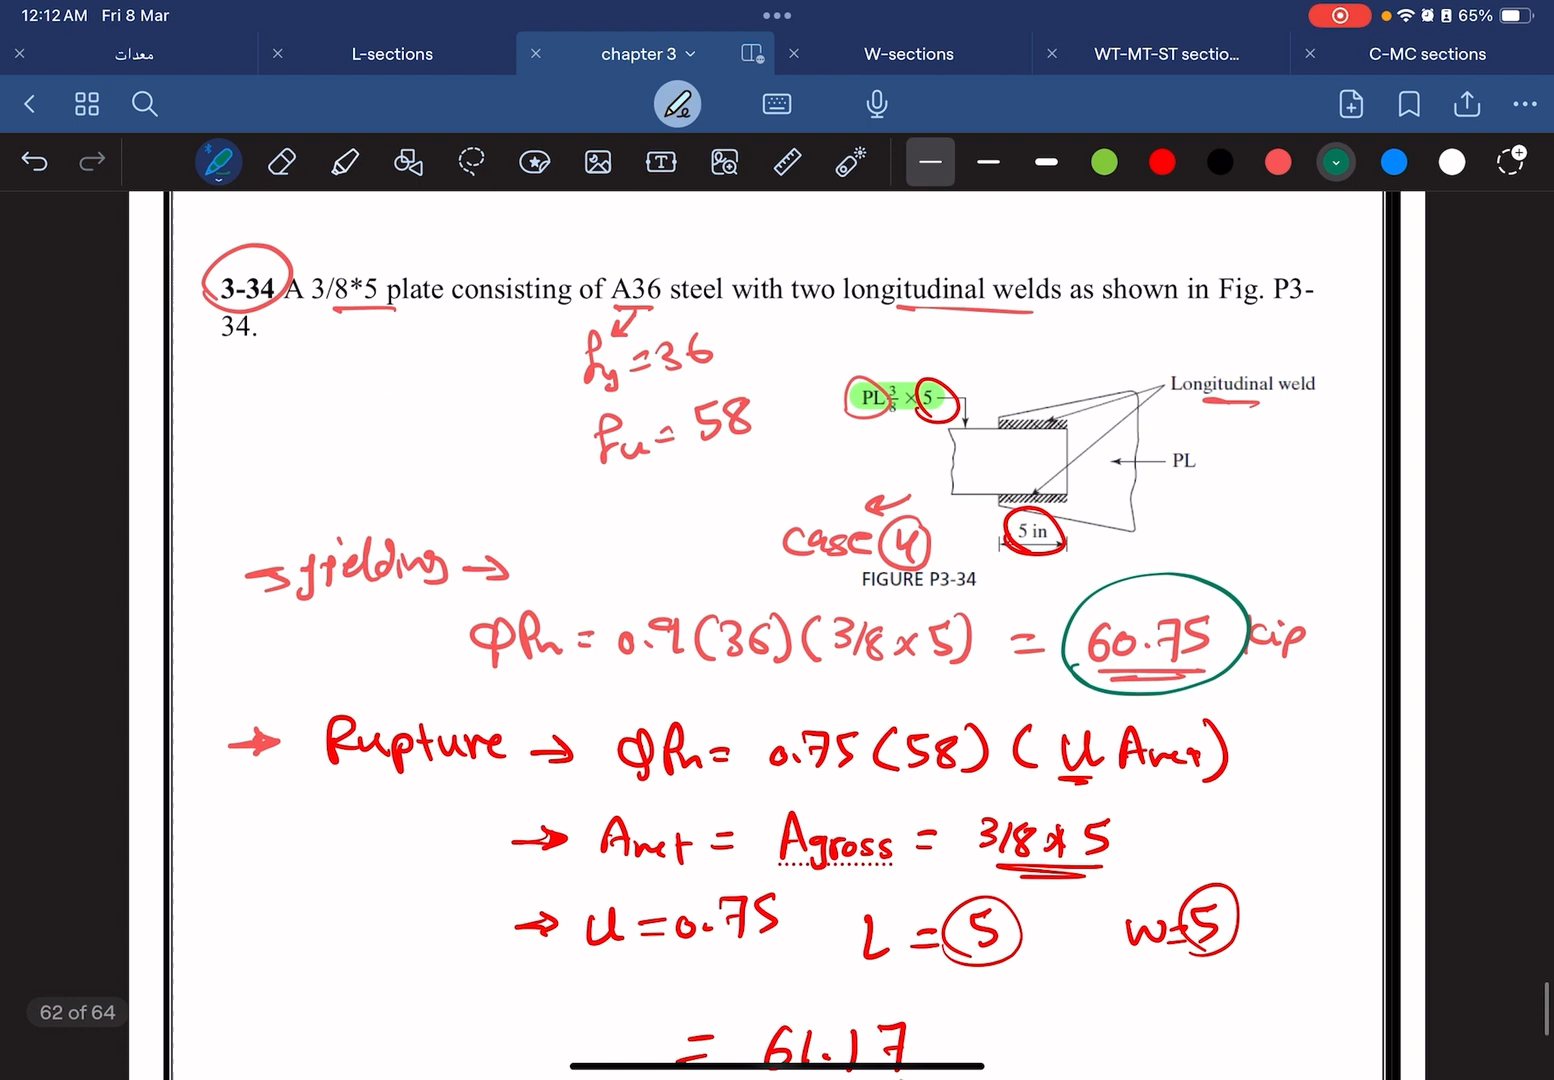 12:12 AM Fri 8 Mar
65%
معدات
L-sections
chapter 3
W-sections
WT-MT-ST sectio...
C-MC sections
3-34 A 3/8*5 plate consisting of A36 steel with two longitudinal welds as shown in Fig. P3-
34.
fy = 36
fu = 58
PL 3/8 × 5
Longitudinal weld
PL
5 in
case 4
FIGURE P3-34
→ yielding →
φPn = 0.9 (36) (3/8 x 5) = 60.75 kip
→ Rupture → φPn = 0.75 (58) ( U Anet )
→ Anet = Agross = 3/8 * 5
→ U = 0.75 L = 5 w = 5
= 61.17
62 of 64